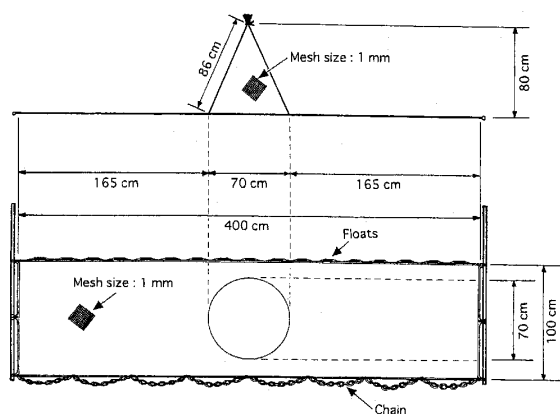 86 cm
Mesh size : 1 mm
80 cm
165 cm
70 cm
165 cm
400 cm
Floats
Mesh size : 1 mm
70 cm
100 cm
Chain